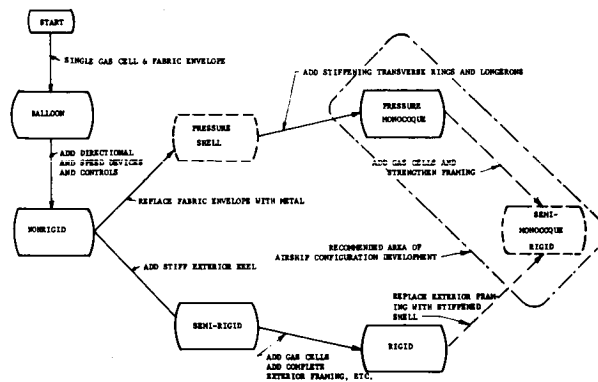 START
SINGLE GAS CELL & FABRIC ENVELOPE
BALLOON
ADD DIRECTIONAL
AND SPEED DEVICES
AND CONTROLS
NONRIGID
REPLACE FABRIC ENVELOPE WITH METAL
PRESSURE
SHELL
ADD STIFFENING TRANSVERSE RINGS AND LONGERONS
PRESSURE
MONOCOQUE
ADD GAS CELLS AND
STRENGTHEN FRAMING
SEMI-
MONOCOQUE
RIGID
RECOMMENDED AREA OF
AIRSHIP CONFIGURATION DEVELOPMENT
ADD STIFF EXTERIOR KEEL
SEMI-RIGID
ADD GAS CELLS
ADD COMPLETE
EXTERIOR FRAMING, ETC.
RIGID
REPLACE EXTERIOR FRAM-
ING WITH STIFFENED
SHELL